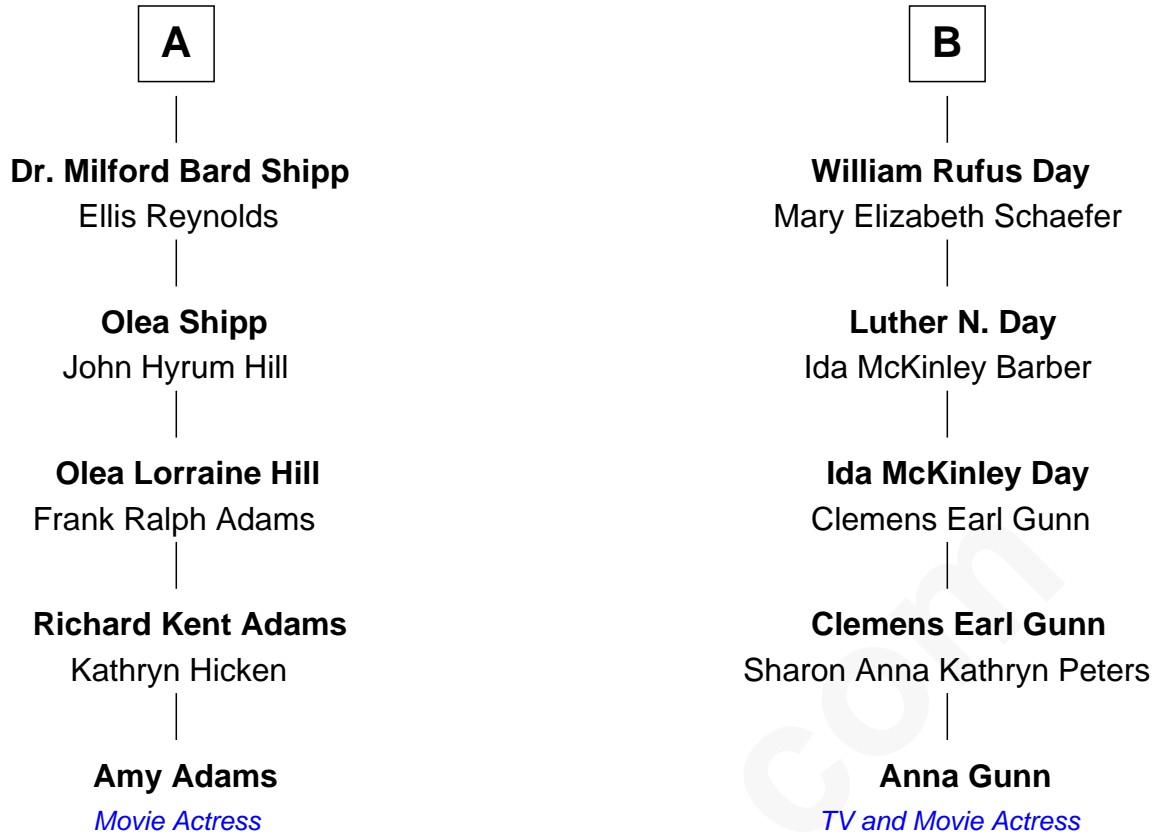 A
Dr. Milford Bard Shipp
Ellis Reynolds
Olea Shipp
John Hyrum Hill
Olea Lorraine Hill
Frank Ralph Adams
Richard Kent Adams
Kathryn Hicken
Amy Adams
Movie Actress
B
William Rufus Day
Mary Elizabeth Schaefer
Luther N. Day
Ida McKinley Barber
Ida McKinley Day
Clemens Earl Gunn
Clemens Earl Gunn
Sharon Anna Kathryn Peters
Anna Gunn
TV and Movie Actress
com